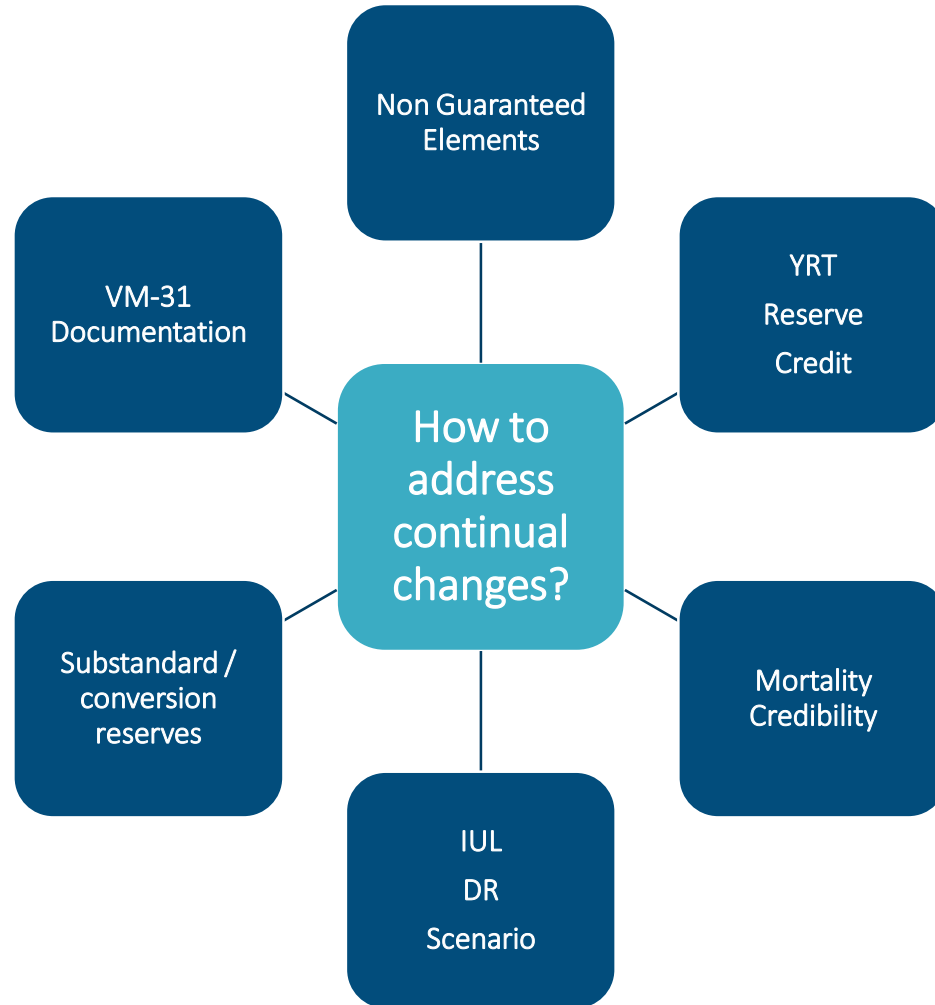 Non Guaranteed
Elements
YRT
Reserve
Credit
Mortality
Credibility
IUL
DR
Scenario
Substandard /
conversion
reserves
VM-31
Documentation
How to
address
continual
changes?